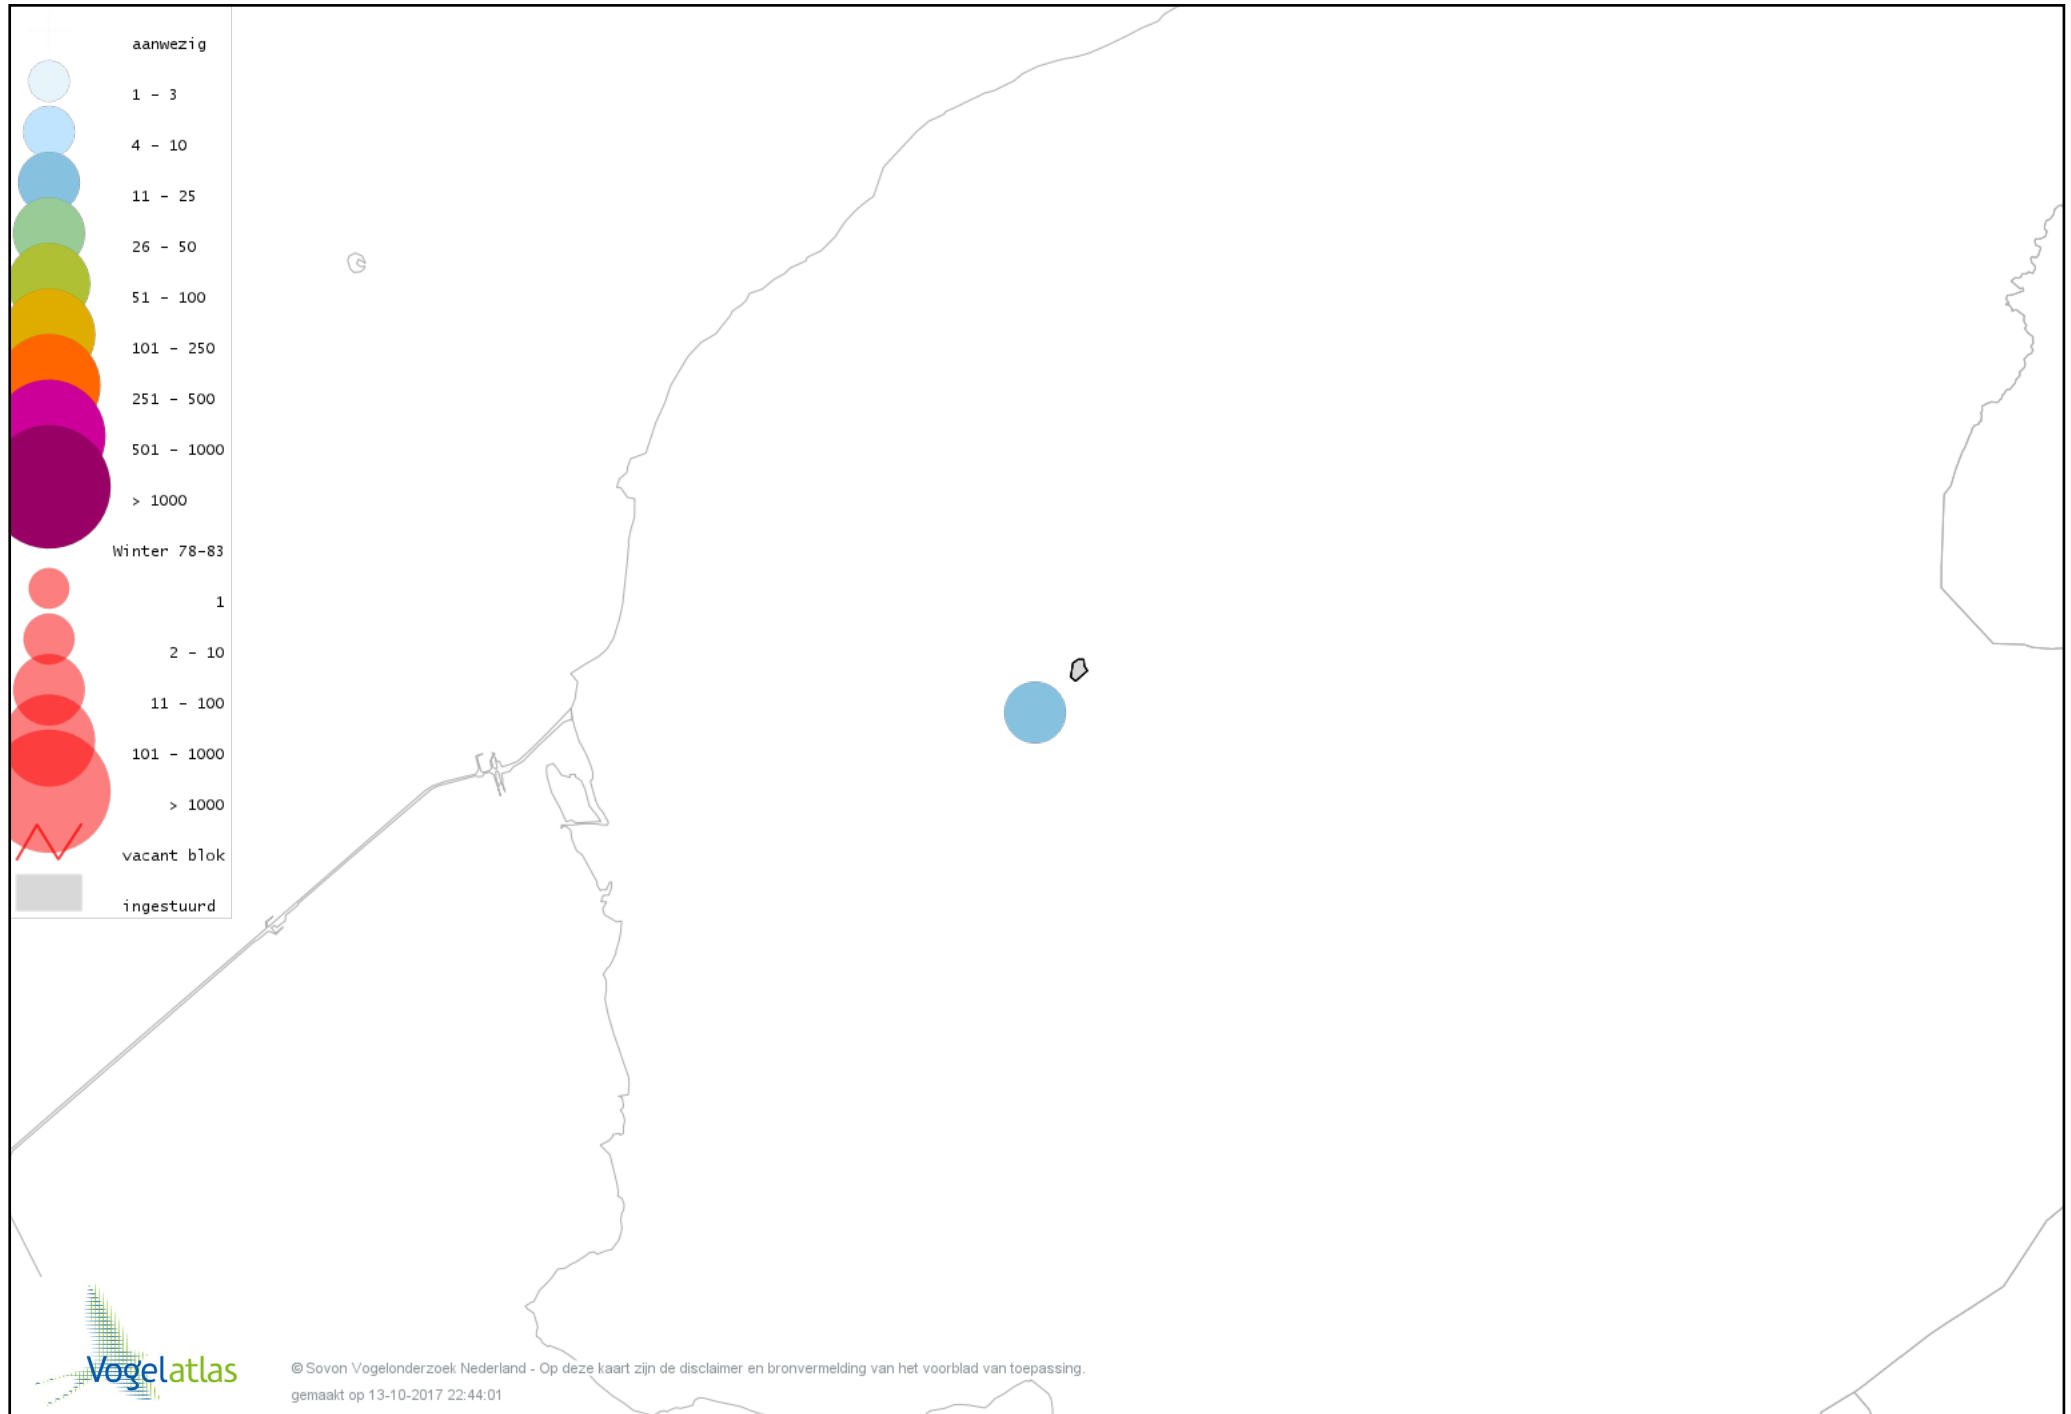 aanwezig
1 - 3
4 - 10
11 - 25
26 - 50
51 - 100
101 - 250
251 - 500
501 - 1000
> 1000
Winter 78-83
1
2 - 10
11 - 100
101 - 1000
> 1000
vacant blok
ingestuurd
Vogelatlas
© Sovon Vogelonderzoek Nederland - Op deze kaart zijn de disclaimer en bronvermelding van het voorblad van toepassing.
gemaakt op 13-10-2017 22:44:01